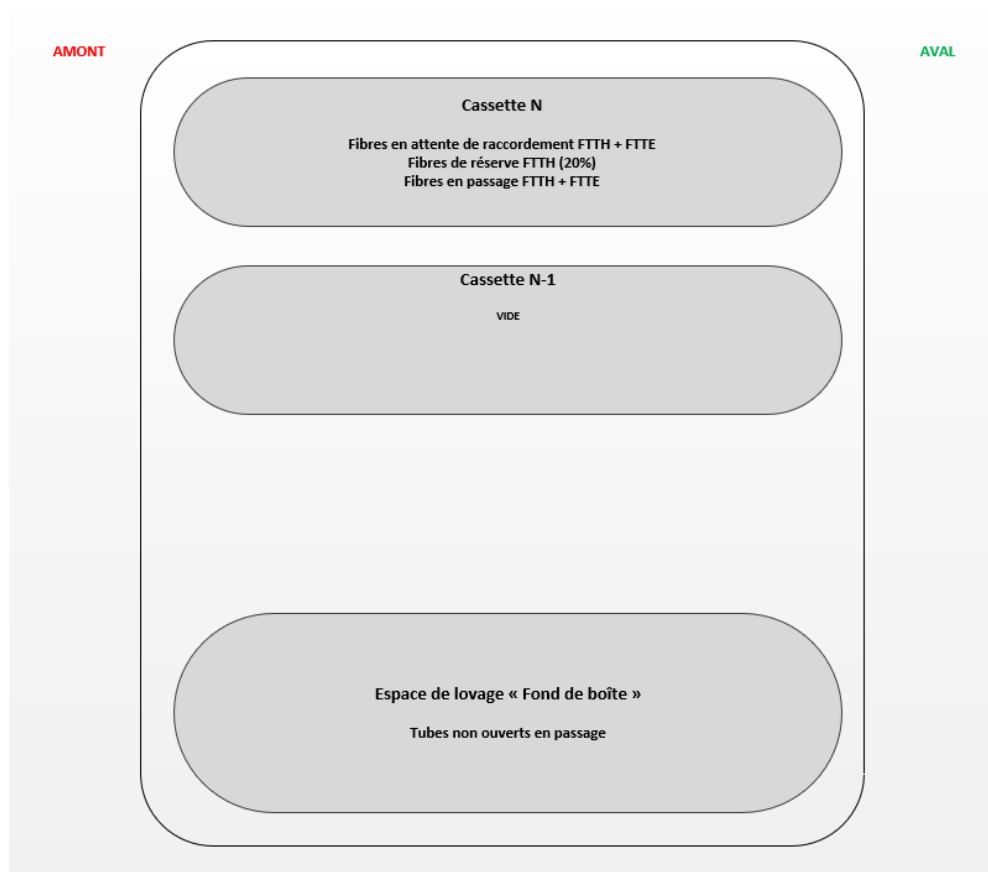 AMONT
AVAL
Cassette N
Fibres en attente de raccordement FTTH + FTTE
Fibres de réserve FTTH (20%)
Fibres en passage FTTH + FTTE
Cassette N-1
VIDE
Espace de lovage « Fond de boîte »
Tubes non ouverts en passage